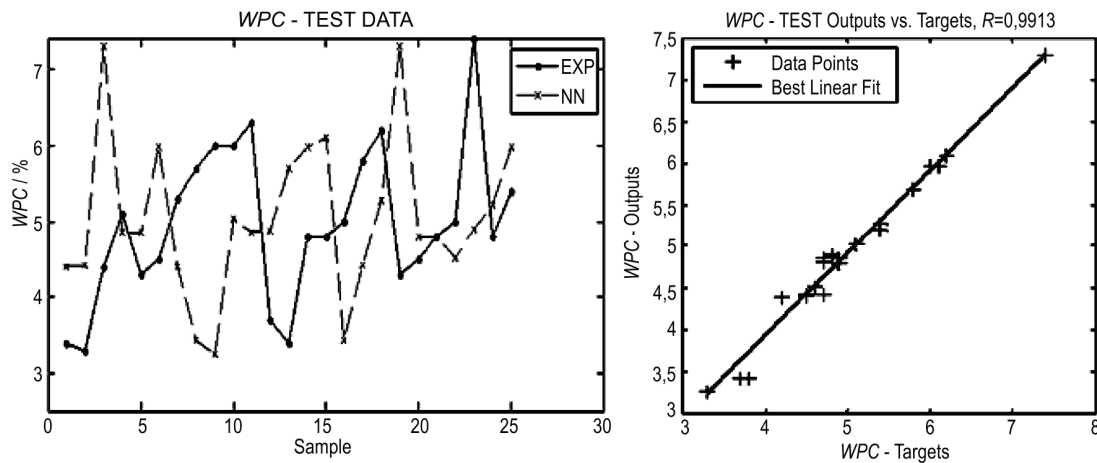 WPC - TEST DATA
EXP
NN
WPC / %
7
6
5
4
3
0
5
10
15
20
25
30
Sample
WPC - TEST Outputs vs. Targets, R=0,9913
Data Points
Best Linear Fit
WPC - Outputs
7,5
7
6,5
6
5,5
5
4,5
4
3,5
3
3
4
5
6
7
8
WPC - Targets